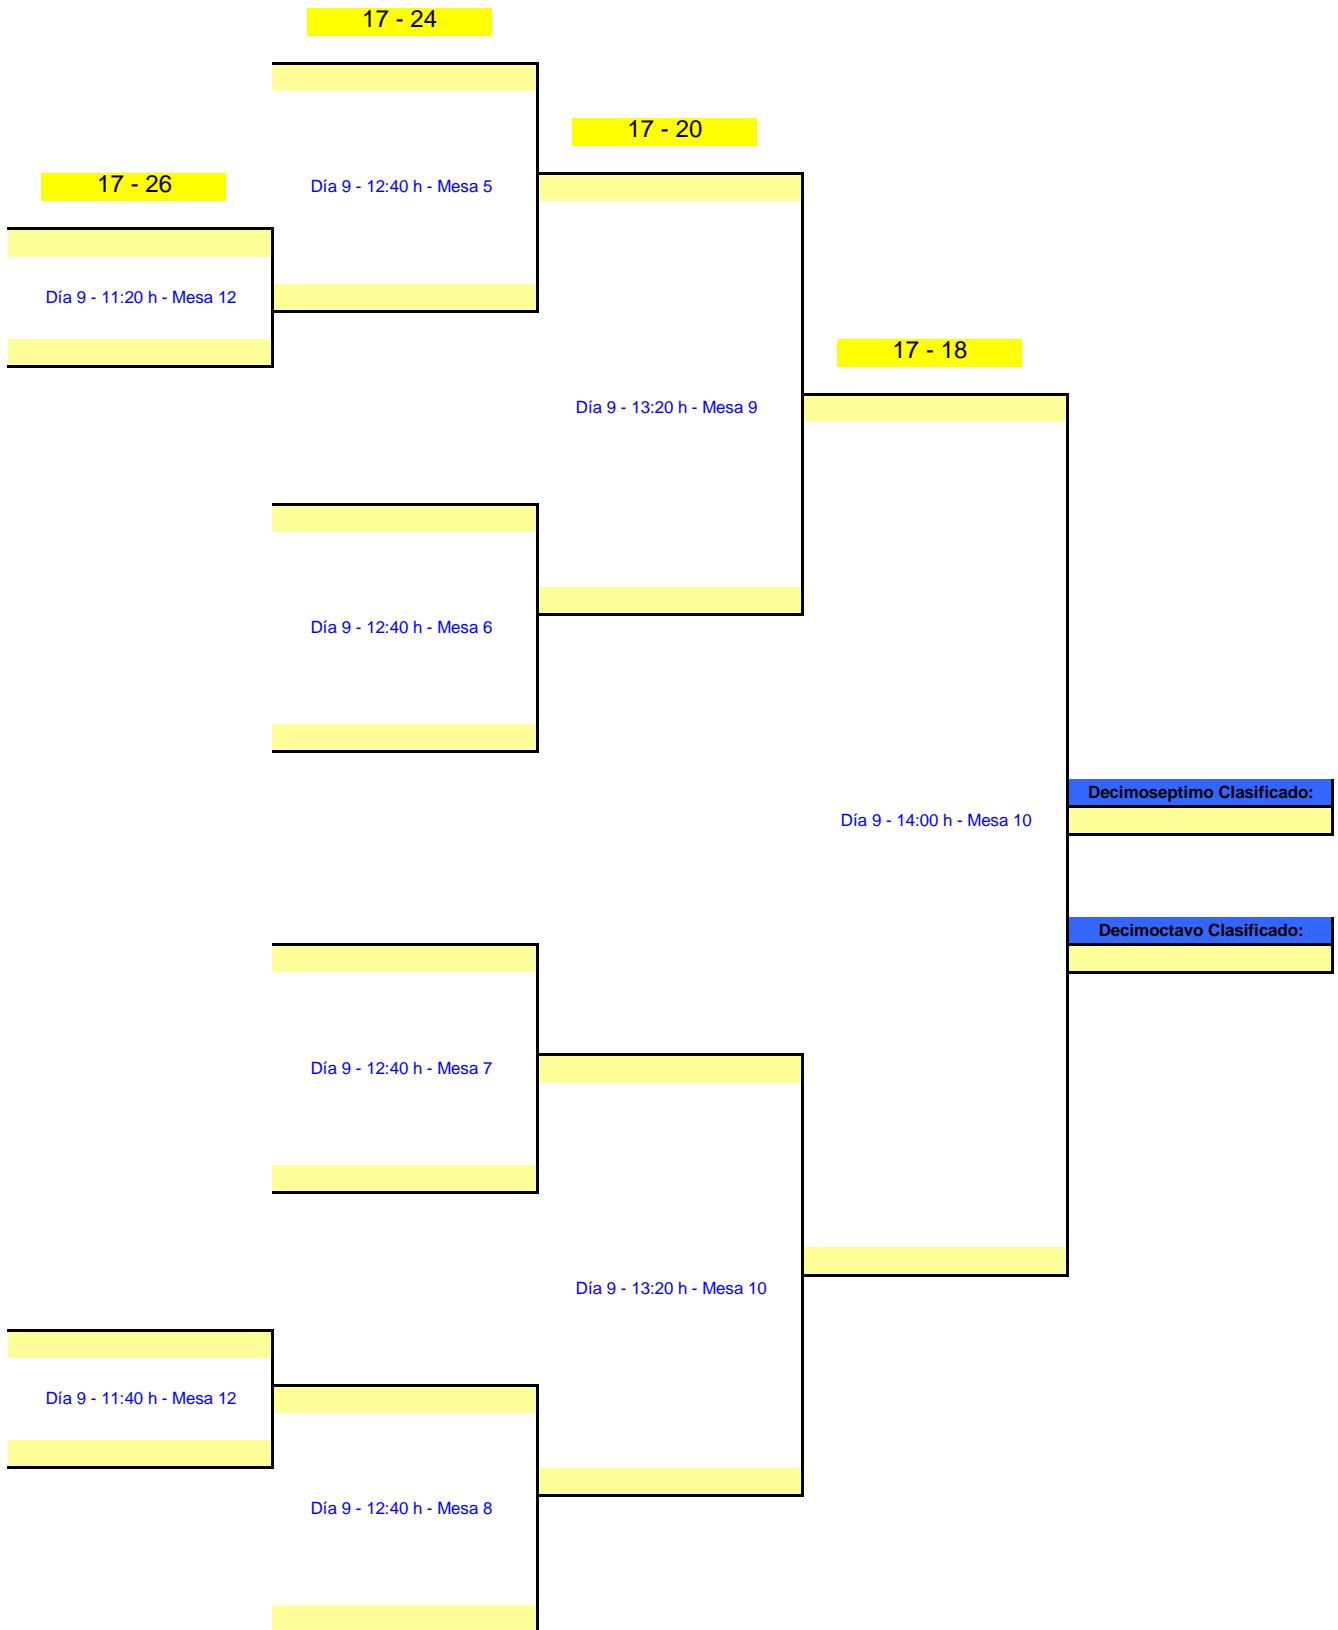 17 - 24
17 - 20
17 - 26
Día 9 - 12:40 h - Mesa 5
Día 9 - 11:20 h - Mesa 12
17 - 18
Día 9 - 13:20 h - Mesa 9
Día 9 - 12:40 h - Mesa 6
Decimoseptimo Clasificado:
Día 9 - 14:00 h - Mesa 10
Decimoctavo Clasificado:
Día 9 - 12:40 h - Mesa 7
Día 9 - 13:20 h - Mesa 10
Día 9 - 11:40 h - Mesa 12
Día 9 - 12:40 h - Mesa 8